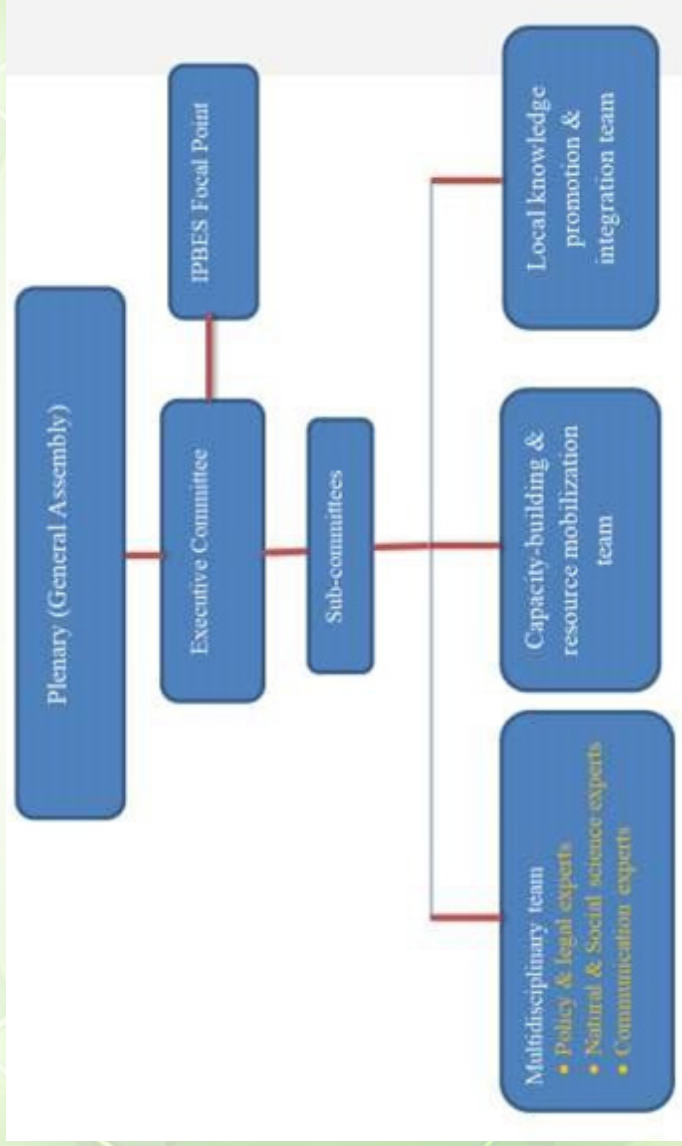 Plenary (General Assembly)
Executive Committee
IPBES Focal Point
Sub-committees
Multidisciplinary team
• Policy & legal experts
• Natural & Social science experts
• Communication experts
Capacity-building &
resource mobilization
team
Local knowledge
promotion &
integration team